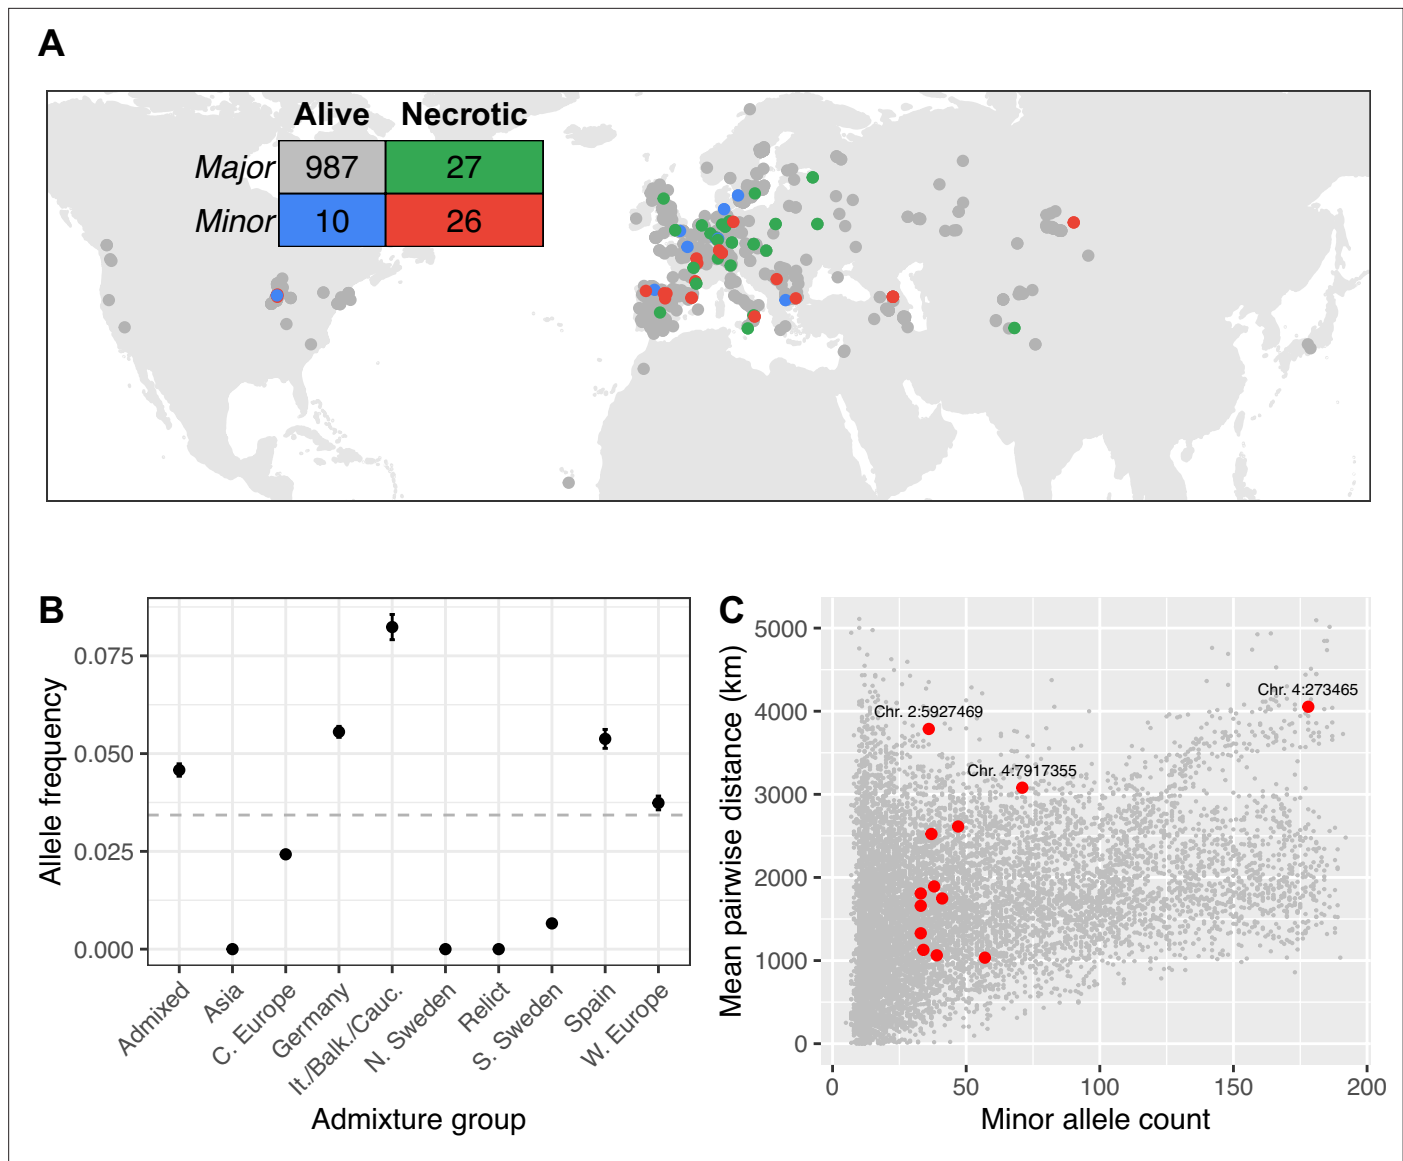 A
Alive Necrotic
Major 987 27
Minor 10 26
B
Allele frequency
0.075
0.050
0.025
0.000
Admixed
Asia
C. Europe
Germany
It./Balk./Cauc.
N. Sweden
Relict
S. Sweden
Spain
W. Europe
Admixture group
C
Mean pairwise distance (km)
5000
4000
3000
2000
1000
0
Chr. 4:273465
Chr. 2:5927469
Chr. 4:7917355
0 50 100 150 200
Minor allele count